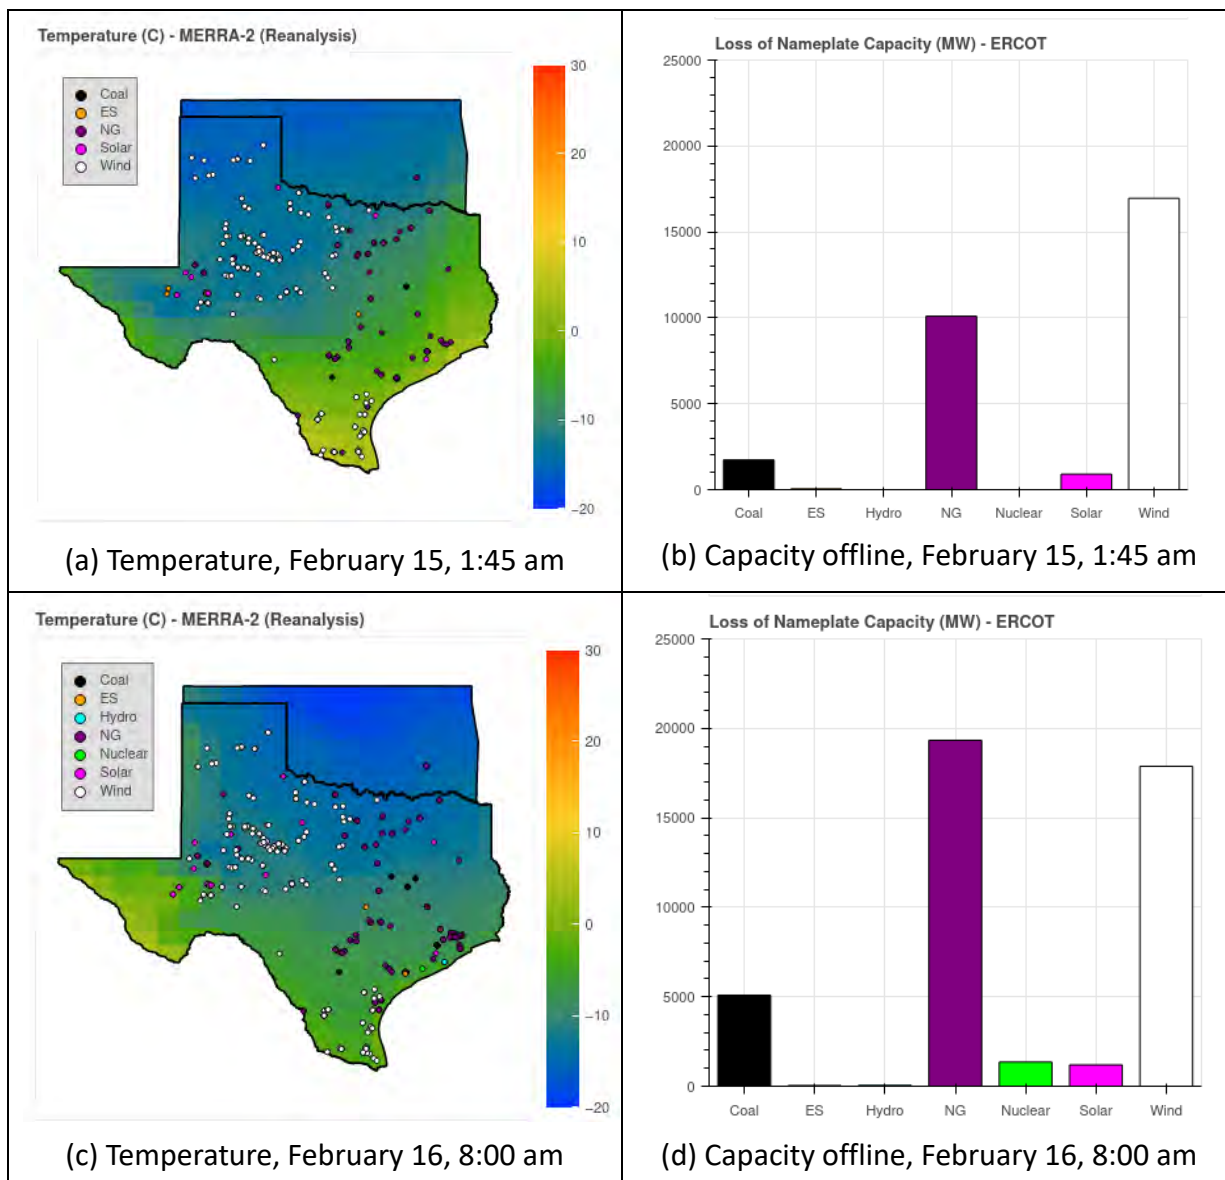 Temperature (C) - MERRA-2 (Reanalysis)
Coal
ES
NG
Solar
Wind
30
20
10
0
−10
−20
(a) Temperature, February 15, 1:45 am
Loss of Nameplate Capacity (MW) - ERCOT
25000
20000
15000
10000
5000
0
Coal ES Hydro NG Nuclear Solar Wind
(b) Capacity offline, February 15, 1:45 am
Temperature (C) - MERRA-2 (Reanalysis)
Coal
ES
Hydro
NG
Nuclear
Solar
Wind
30
20
10
0
−10
−20
(c) Temperature, February 16, 8:00 am
Loss of Nameplate Capacity (MW) - ERCOT
25000
20000
15000
10000
5000
0
Coal ES Hydro NG Nuclear Solar Wind
(d) Capacity offline, February 16, 8:00 am